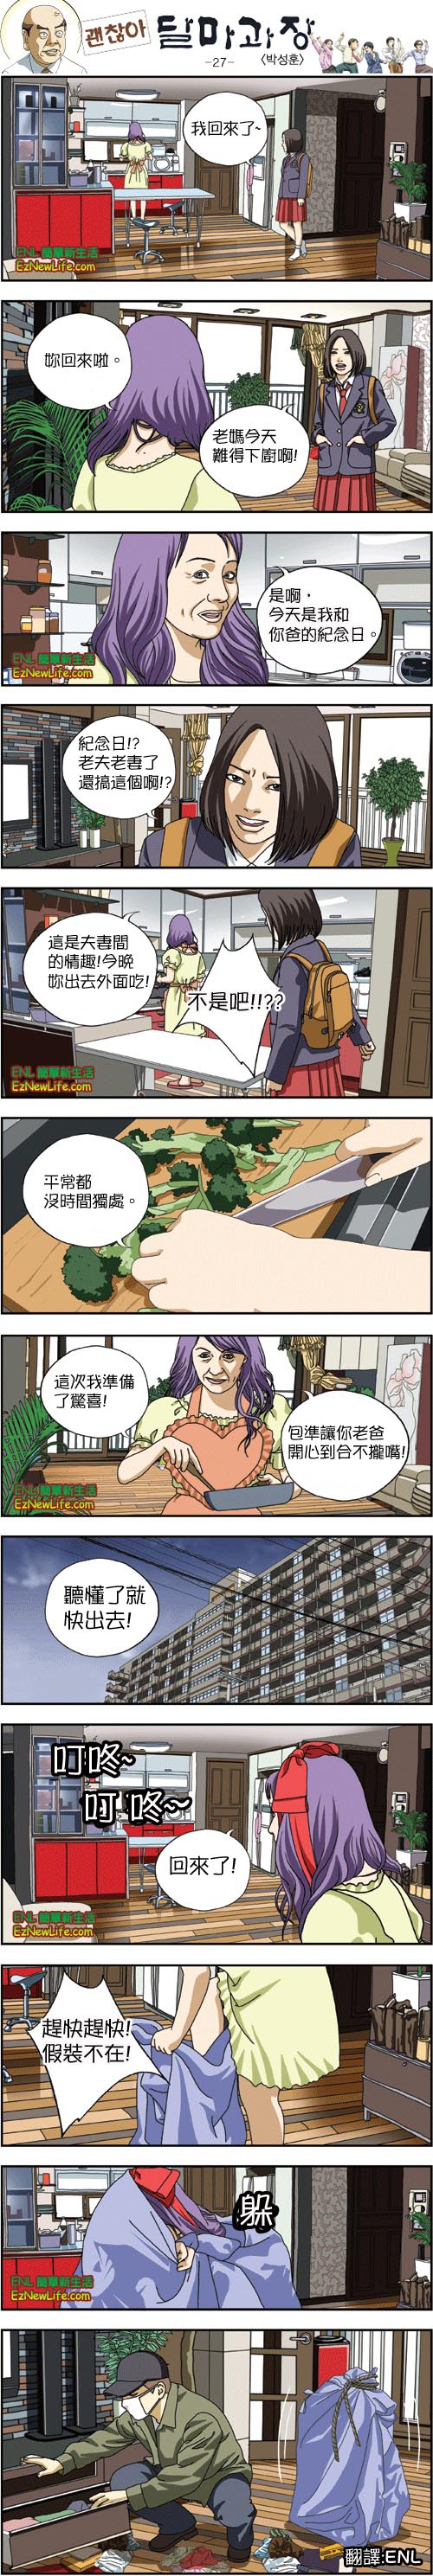 괜찮아
달마과장
-27-
〈박성훈〉
我回來了~
ENL 簡單新生活
EzNewLife.com
妳回來啦。
老媽今天
難得下廚啊!
是啊，
今天是我和
你爸的紀念日。
ENL 簡單新生活
EzNewLife.com
紀念日!?
老夫老妻了
還搞這個啊!?
這是夫妻間
的情趣!今晚
妳出去外面吃!
不是吧!!??
ENL 簡單新生活
EzNewLife.com
平常都
沒時間獨處。
這次我準備
了驚喜!
包準讓你老爸
開心到合不攏嘴!
ENL 簡單新生活
EzNewLife.com
聽懂了就
快出去!
叮咚~
叮咚~
回來了!
ENL 簡單新生活
EzNewLife.com
趕快趕快!
假裝不在!
躲
ENL 簡單新生活
EzNewLife.com
翻譯:ENL